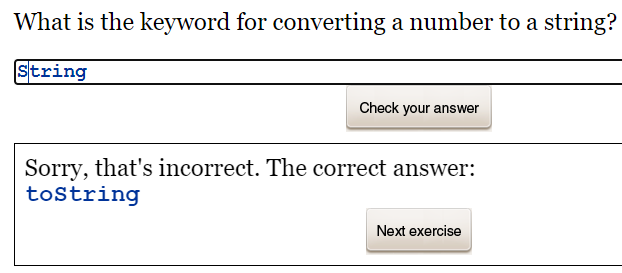 What is the keyword for converting a number to a string?
String
Check your answer
Sorry, that's incorrect. The correct answer:
toString
Next exercise